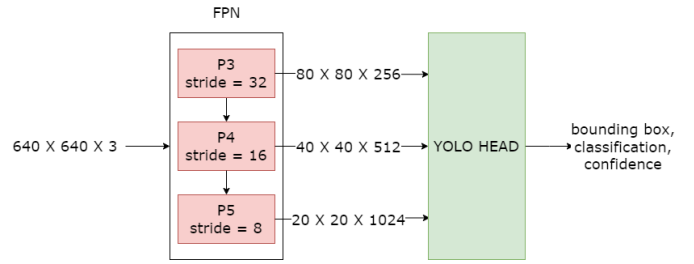 FPN
P3
stride = 32
80 X 80 X 256
640 X 640 X 3
P4
stride = 16
40 X 40 X 512
YOLO HEAD
bounding box,
classification,
confidence
P5
stride = 8
20 X 20 X 1024